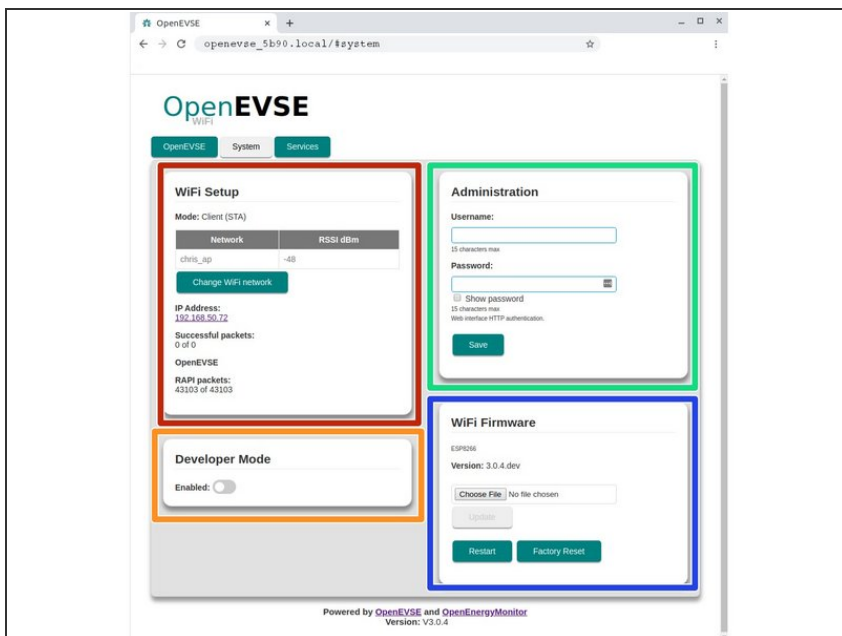 OpenEVSE
openevse_5b90.local/#system
OpenEVSE
WiFi
OpenEVSE
System
Services
WiFi Setup
Mode: Client (STA)
Network RSSI dBm
chris_ap -48
Change WiFi network
IP Address:
192.168.50.72
Successful packets:
0 of 0
OpenEVSE
RAPI packets:
43103 of 43103
Developer Mode
Enabled:
Administration
Username:
15 characters max
Password:
Show password
15 characters max
Web interface HTTP authentication.
Save
WiFi Firmware
ESP8266
Version: 3.0.4.dev
Choose File No file chosen
Update
Restart
Factory Reset
Powered by OpenEVSE and OpenEnergyMonitor
Version: V3.0.4